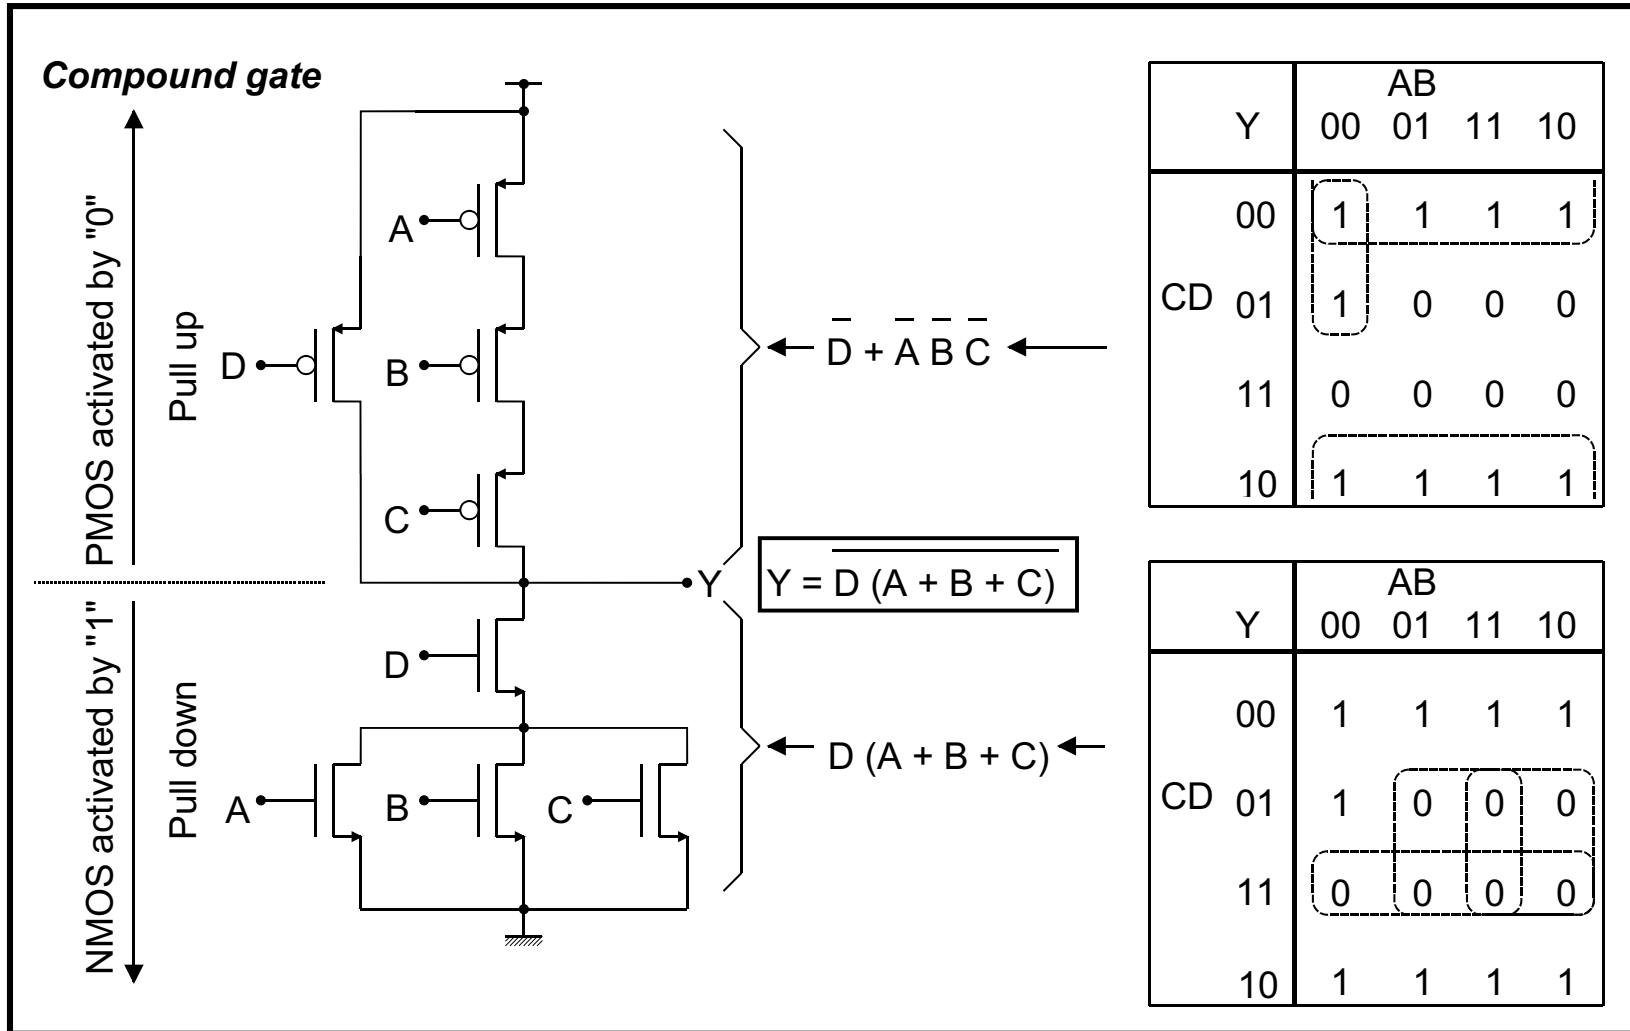 Compound gate
PMOS activated by "0"
Pull up
A
D
B
C
Y
NMOS activated by "1"
Pull down
D
A
B
C
D̅ + A̅ B̅ C̅
Y = \overline{D (A + B + C)}
D (A + B + C)
AB
Y 00 01 11 10
00 1 1 1 1
CD 01 1 0 0 0
11 0 0 0 0
10 1 1 1 1
AB
Y 00 01 11 10
00 1 1 1 1
CD 01 1 0 0 0
11 0 0 0 0
10 1 1 1 1